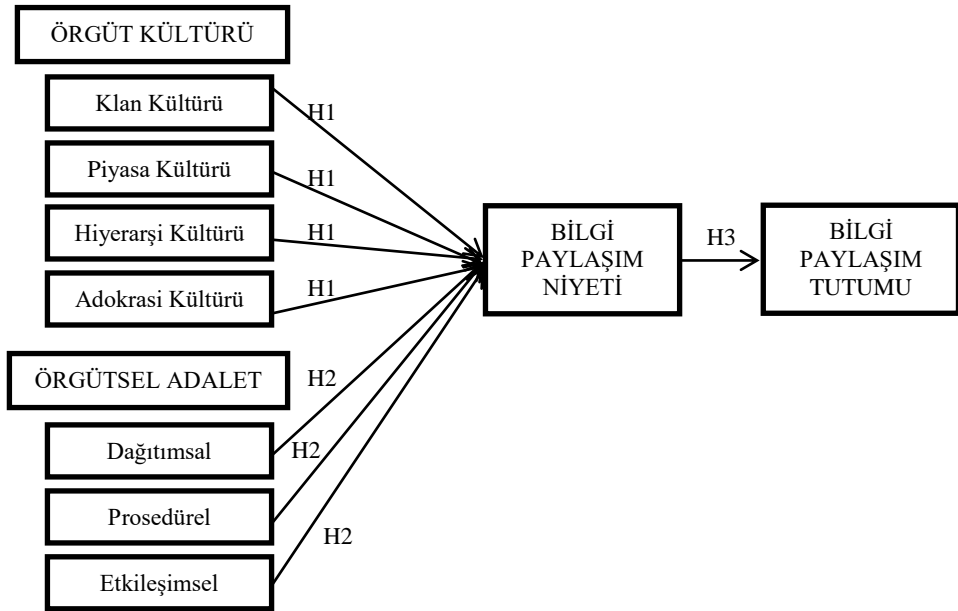 ÖRGÜT KÜLTÜRÜ
Klan Kültürü
H1
Piyasa Kültürü
H1
Hiyerarşi Kültürü
H1
Adokrasi Kültürü
H1
BİLGİ
PAYLAŞIM
NİYETİ
H3
BİLGİ
PAYLAŞIM
TUTUMU
ÖRGÜTSEL ADALET
H2
Dağıtımsal
H2
Prosedürel
H2
Etkileşimsel